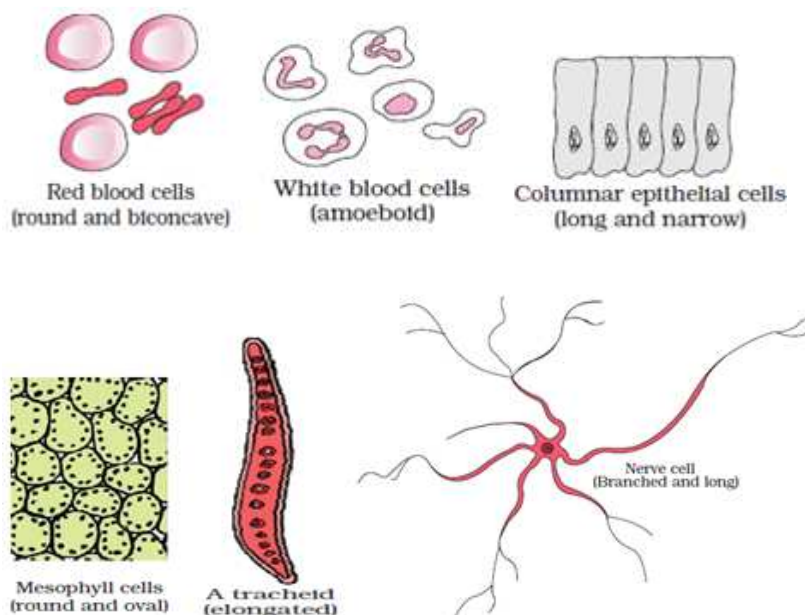 Red blood cells
(round and biconcave)
White blood cells
(amoeboid)
Columnar epithelial cells
(long and narrow)
Nerve cell
(Branched and long)
Mesophyll cells
(round and oval)
A tracheid
(elongated)